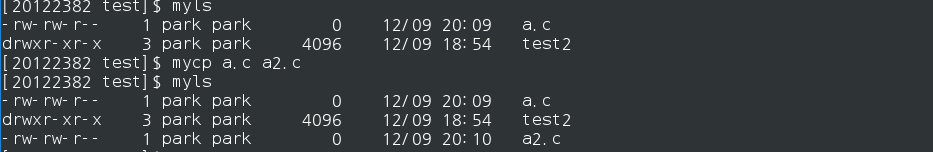 [20122382 test]$ myls
-rw-rw-r-- 1 park park 0 12/09 20:09 a.c
drwxr-xr-x 3 park park 4096 12/09 18:54 test2
[20122382 test]$ mycp a.c a2.c
[20122382 test]$ myls
-rw-rw-r-- 1 park park 0 12/09 20:09 a.c
drwxr-xr-x 3 park park 4096 12/09 18:54 test2
-rw-rw-r-- 1 park park 0 12/09 20:10 a2.c